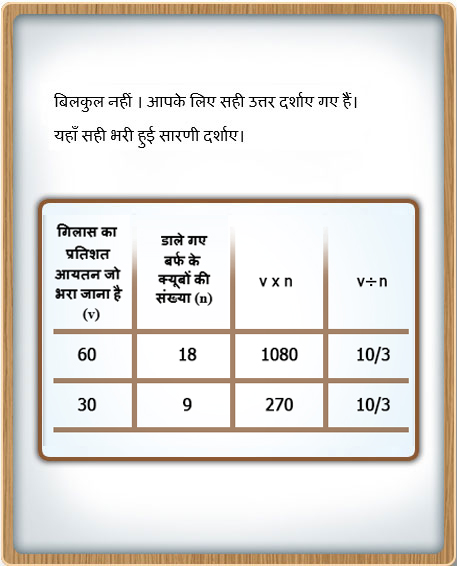 बिलकुल नहीं । आपके लिए सही उत्तर दर्शाए गए हैं।
यहाँ सही भरी हुई सारणी दर्शाए।
गिलास का
प्रतिशत
आयतन जो
भरा जाना है
(v)
डाले गए
बर्फ के
क्यूबों की
संख्या (n)
v x n
v÷n
60 18 1080 10/3
30 9 270 10/3